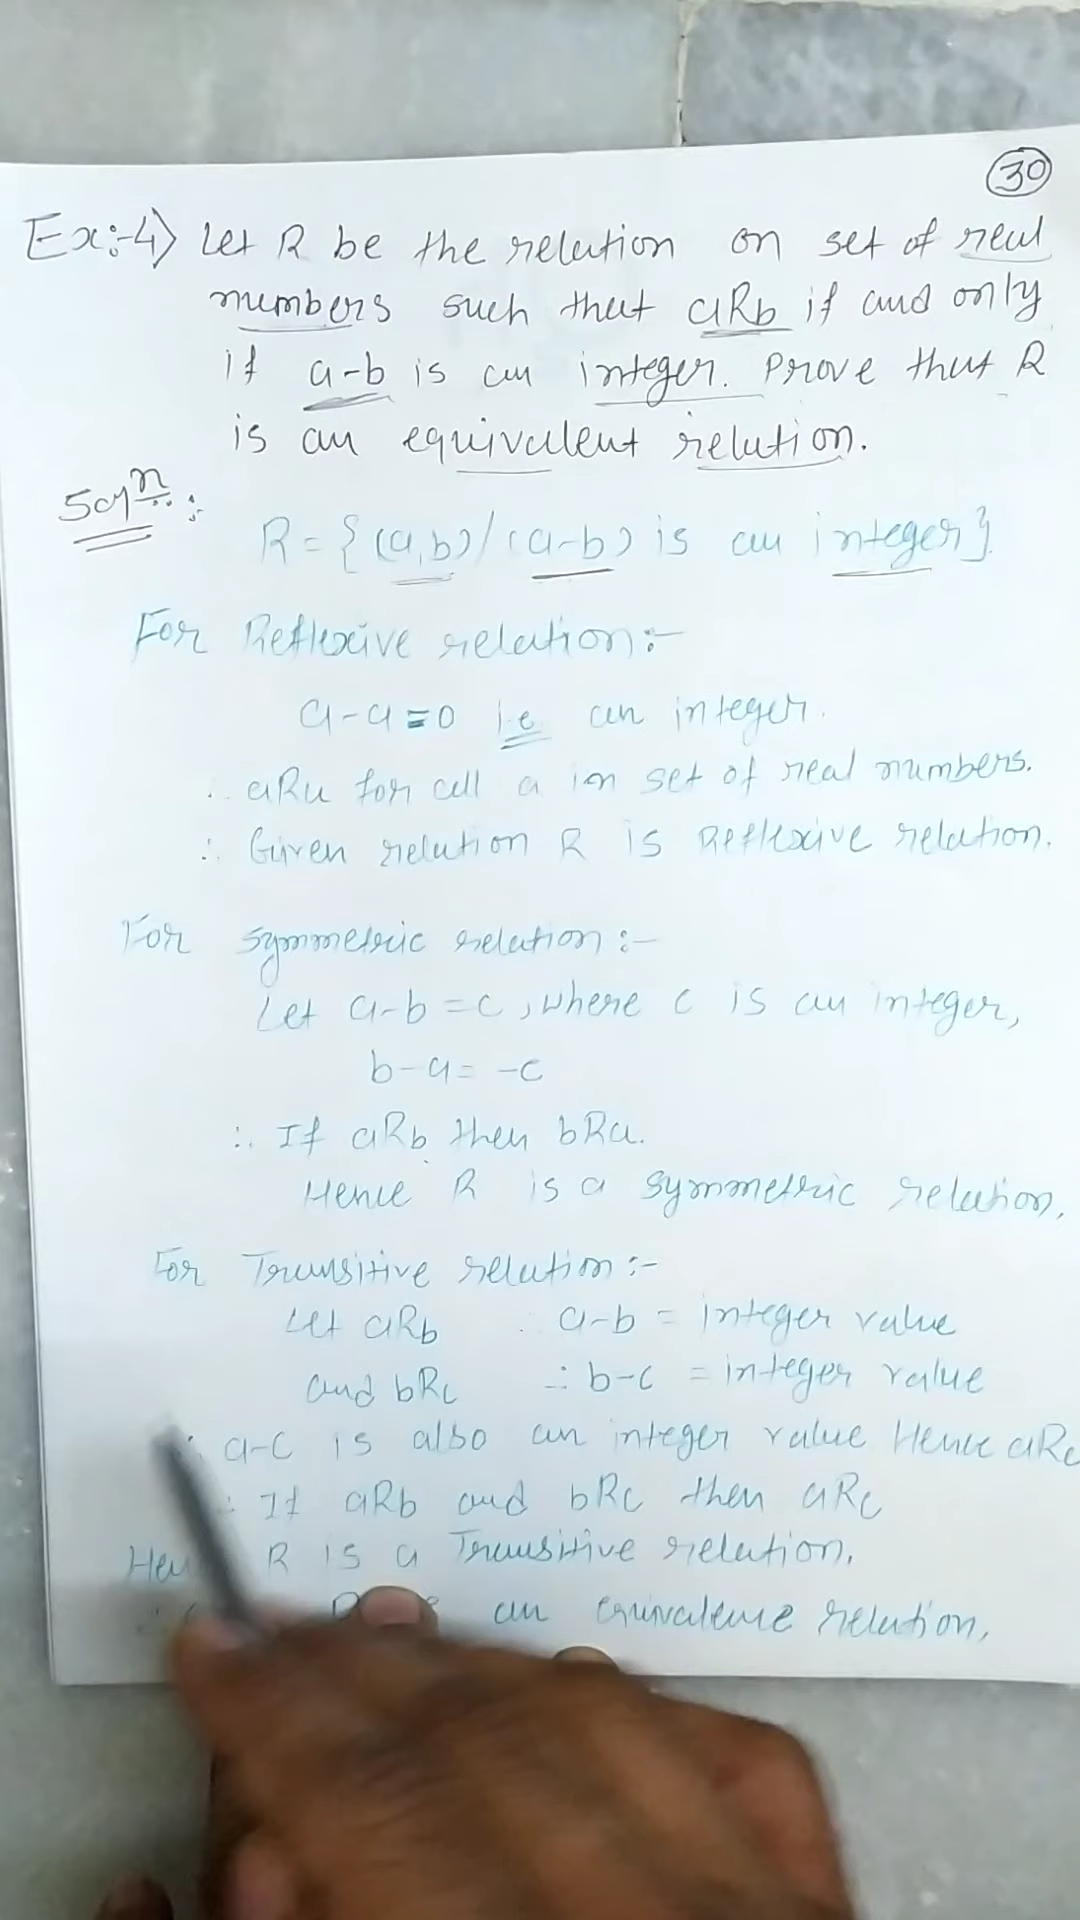 30
Ex:-4) Let R be the relation on set of real
numbers such that aRb if and only
if a-b is an integer. Prove that R
is an equivalent relation.
Solⁿ:
R = {(a,b)/(a-b) is an integer}.
For Reflexive relation:-
a-a=0 i.e an integer.
∴ aRa for all a in set of real numbers.
∴ Given relation R is Reflexive relation.
For symmetric relation:-
Let a-b=c, where c is an integer,
b-a= -c
∴ If aRb then bRa.
Hence R is a symmetric relation.
For Transitive relation:-
Let aRb ∴ a-b = integer value
and bRc ∴ b-c = integer value
∴ a-c is also an integer value Hence aRc
∴ If aRb and bRc then aRc
R is a Transitive relation.
R an equivalence relation.